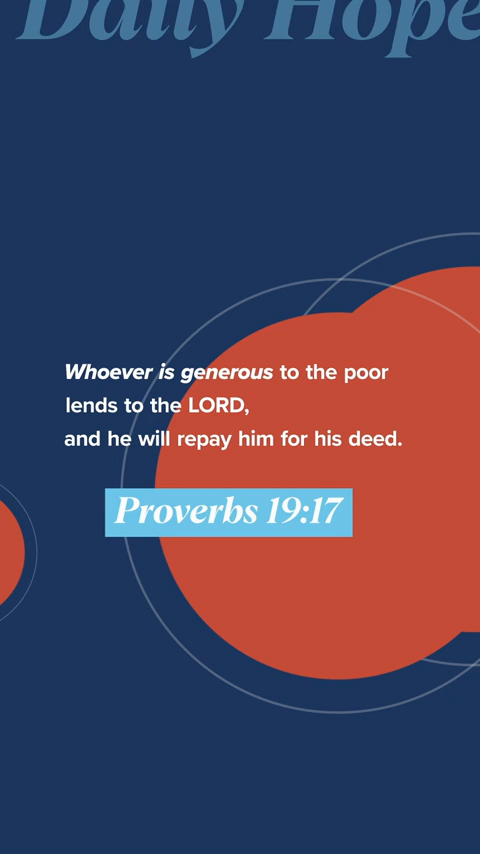 Daily Hope
Whoever is generous to the poor
lends to the LORD,
and he will repay him for his deed.
Proverbs 19:17